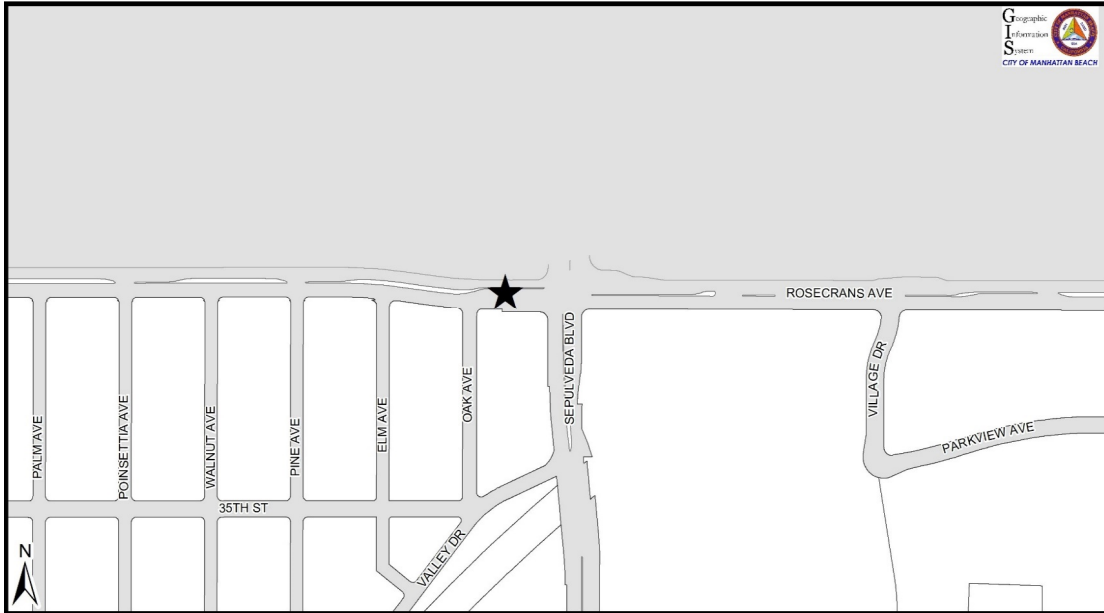 Geographic
Information
System
CITY OF MANHATTAN BEACH
ROSECRANS AVE
SEPULVEDA BLVD
VILLAGE DR
PARKVIEW AVE
OAK AVE
ELM AVE
PINE AVE
WALNUT AVE
POINSETTIA AVE
PALM AVE
35TH ST
VALLEY DR
N